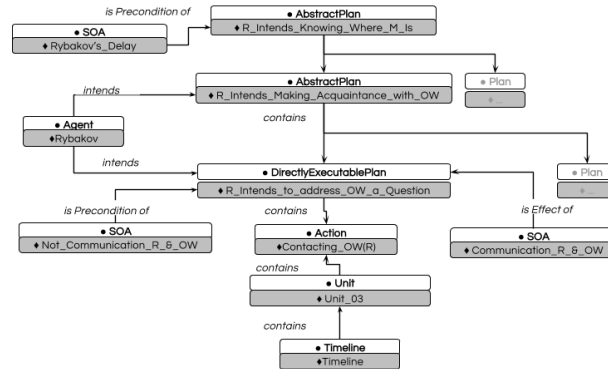 is Precondition of
● AbstractPlan
♦ R_Intends_Knowing_Where_M_Is
● SOA
♦ Rybakov's_Delay
● AbstractPlan
♦ R_Intends_Making_Acquaintance_with_OW
● Plan
♦ ...
intends
contains
● Agent
♦Rybakov
intends
● DirectlyExecutablePlan
♦ R_Intends_to_address_OW_a_Question
● Plan
♦ ...
is Precondition of
contains
is Effect of
● SOA
♦ Not_Communication_R_&_OW
● Action
♦Contacting_OW(R)
● SOA
♦ Communication_R_&_OW
contains
● Unit
♦ Unit_03
contains
● Timeline
♦Timeline